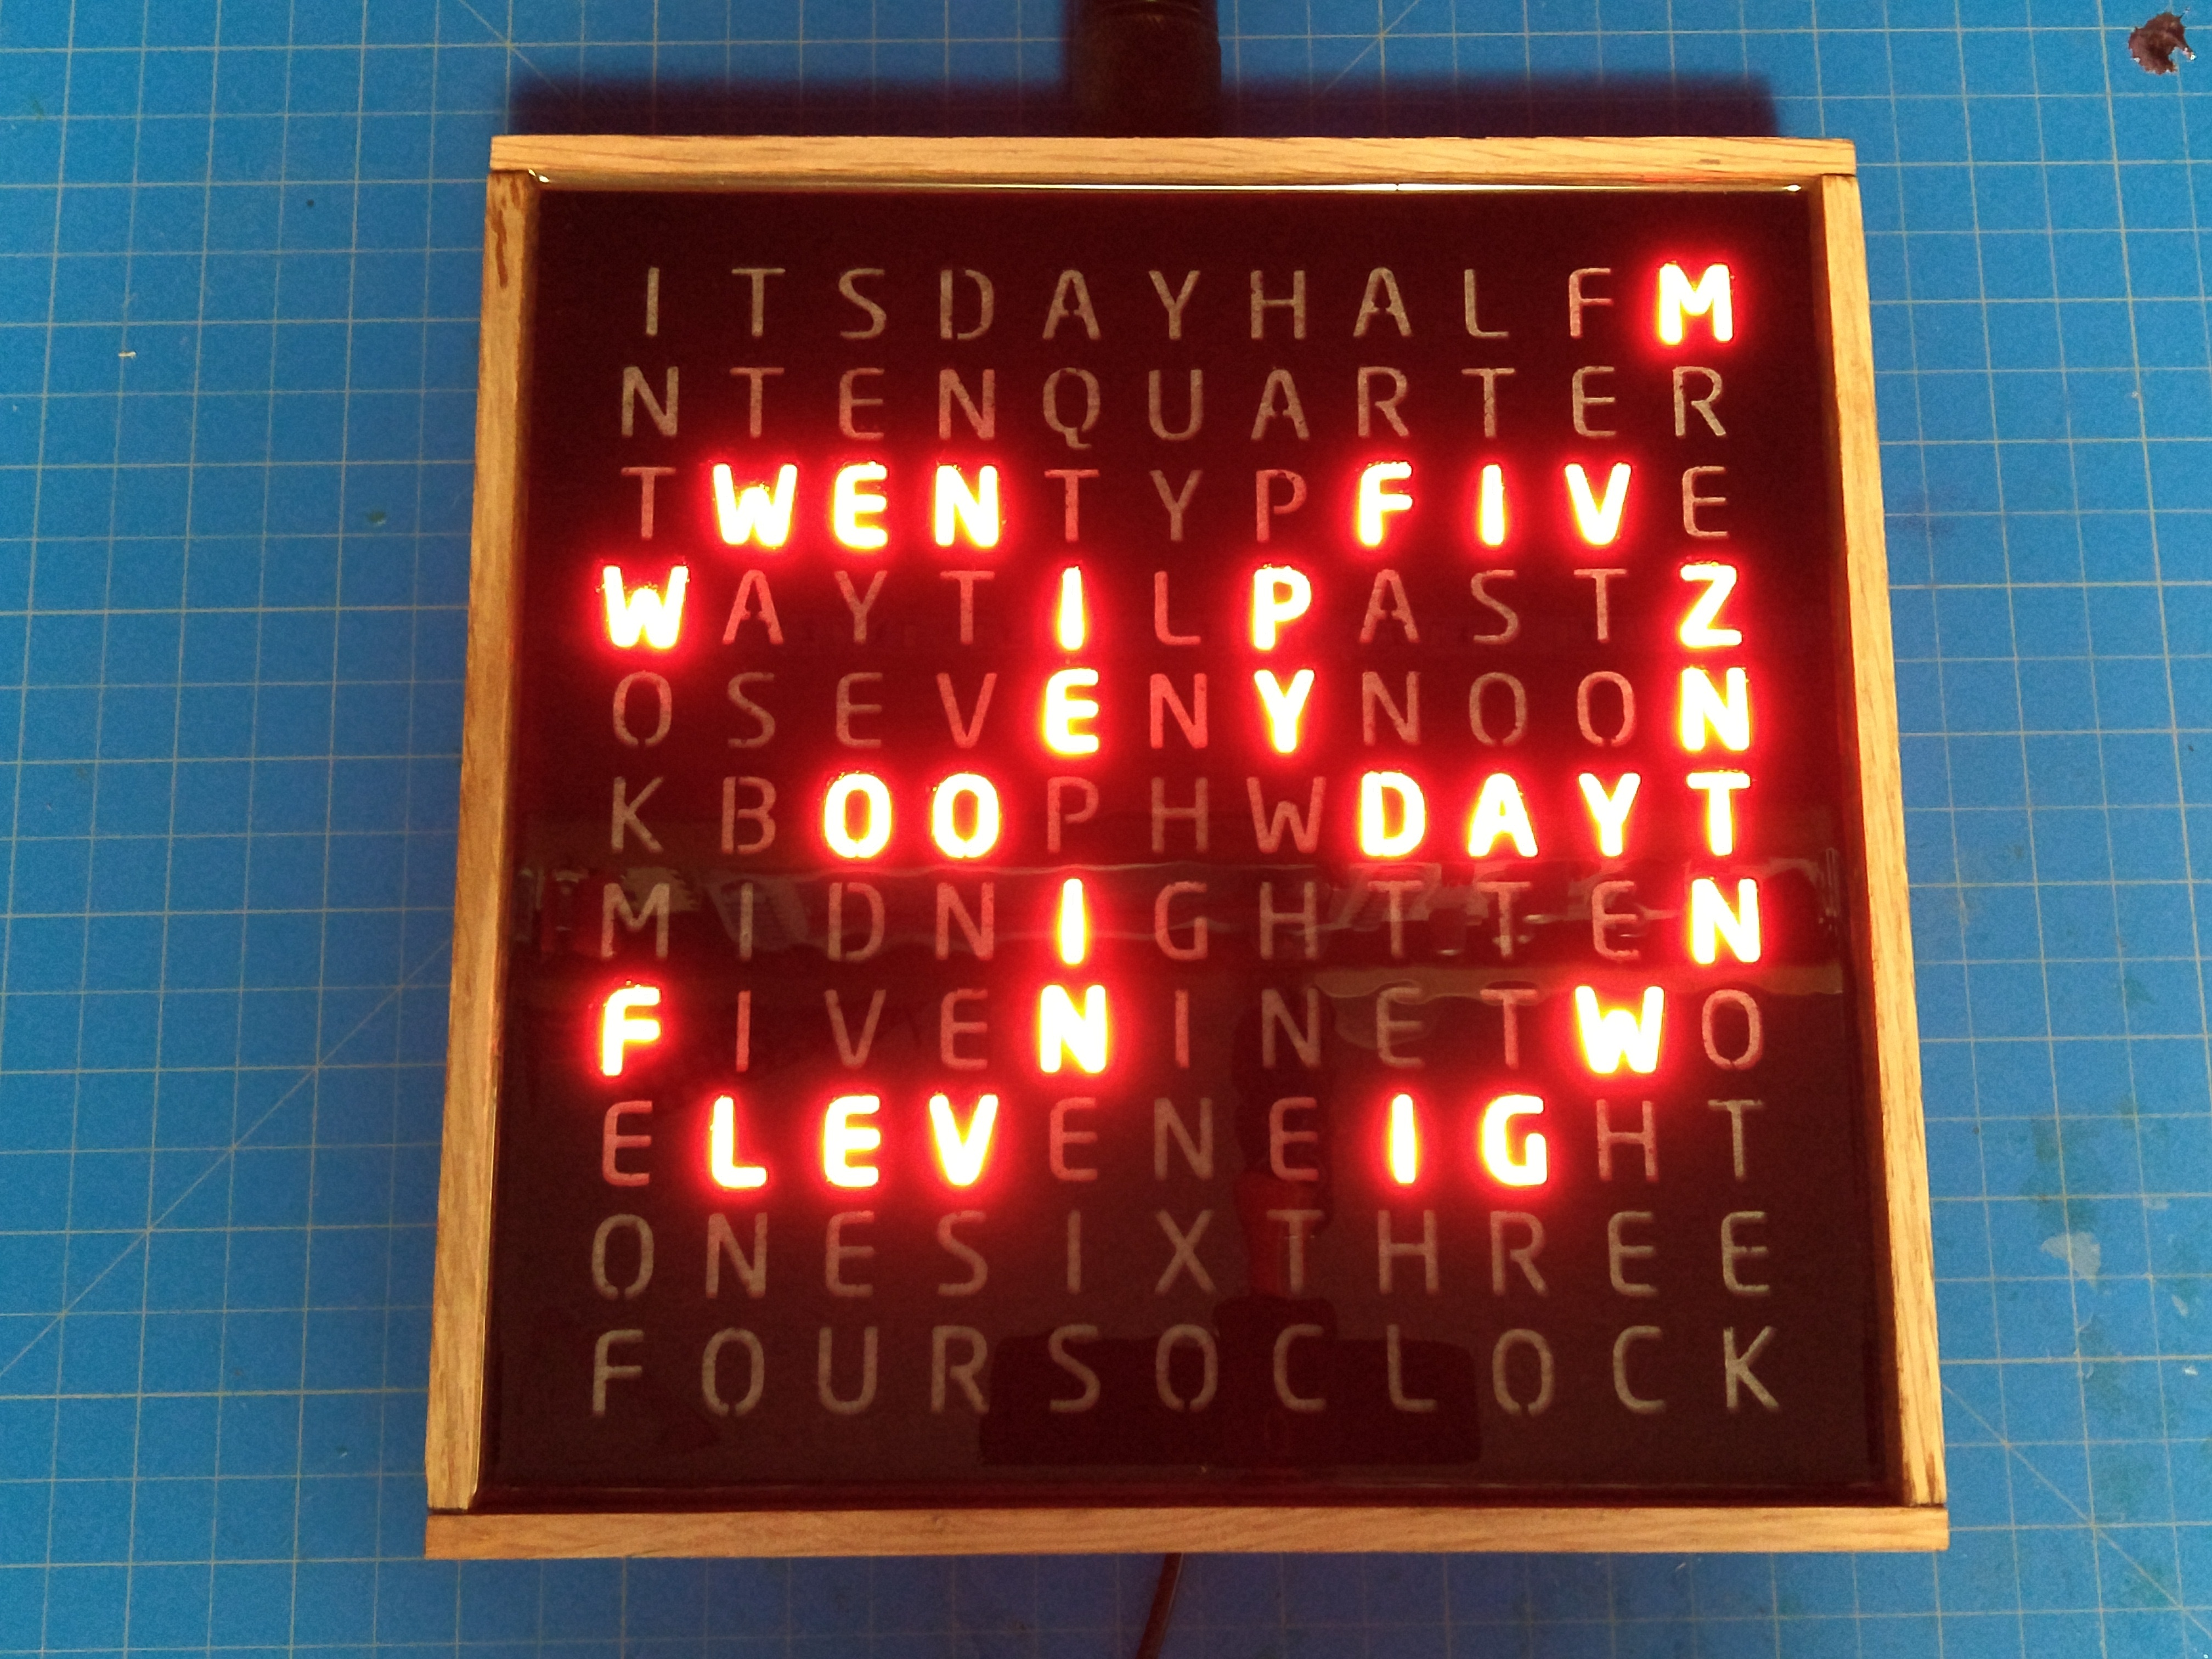 ITSDAYHALFM
NTENQUARTER
TWENTYPFIVE
WAYTILPASTZ
OSEVENYNOON
KBOOPHWDAYT
MIDNIGHTTEN
FIVENINETWO
ELEVENEIGHT
ONESIXTHREE
FOURSOCLOCK